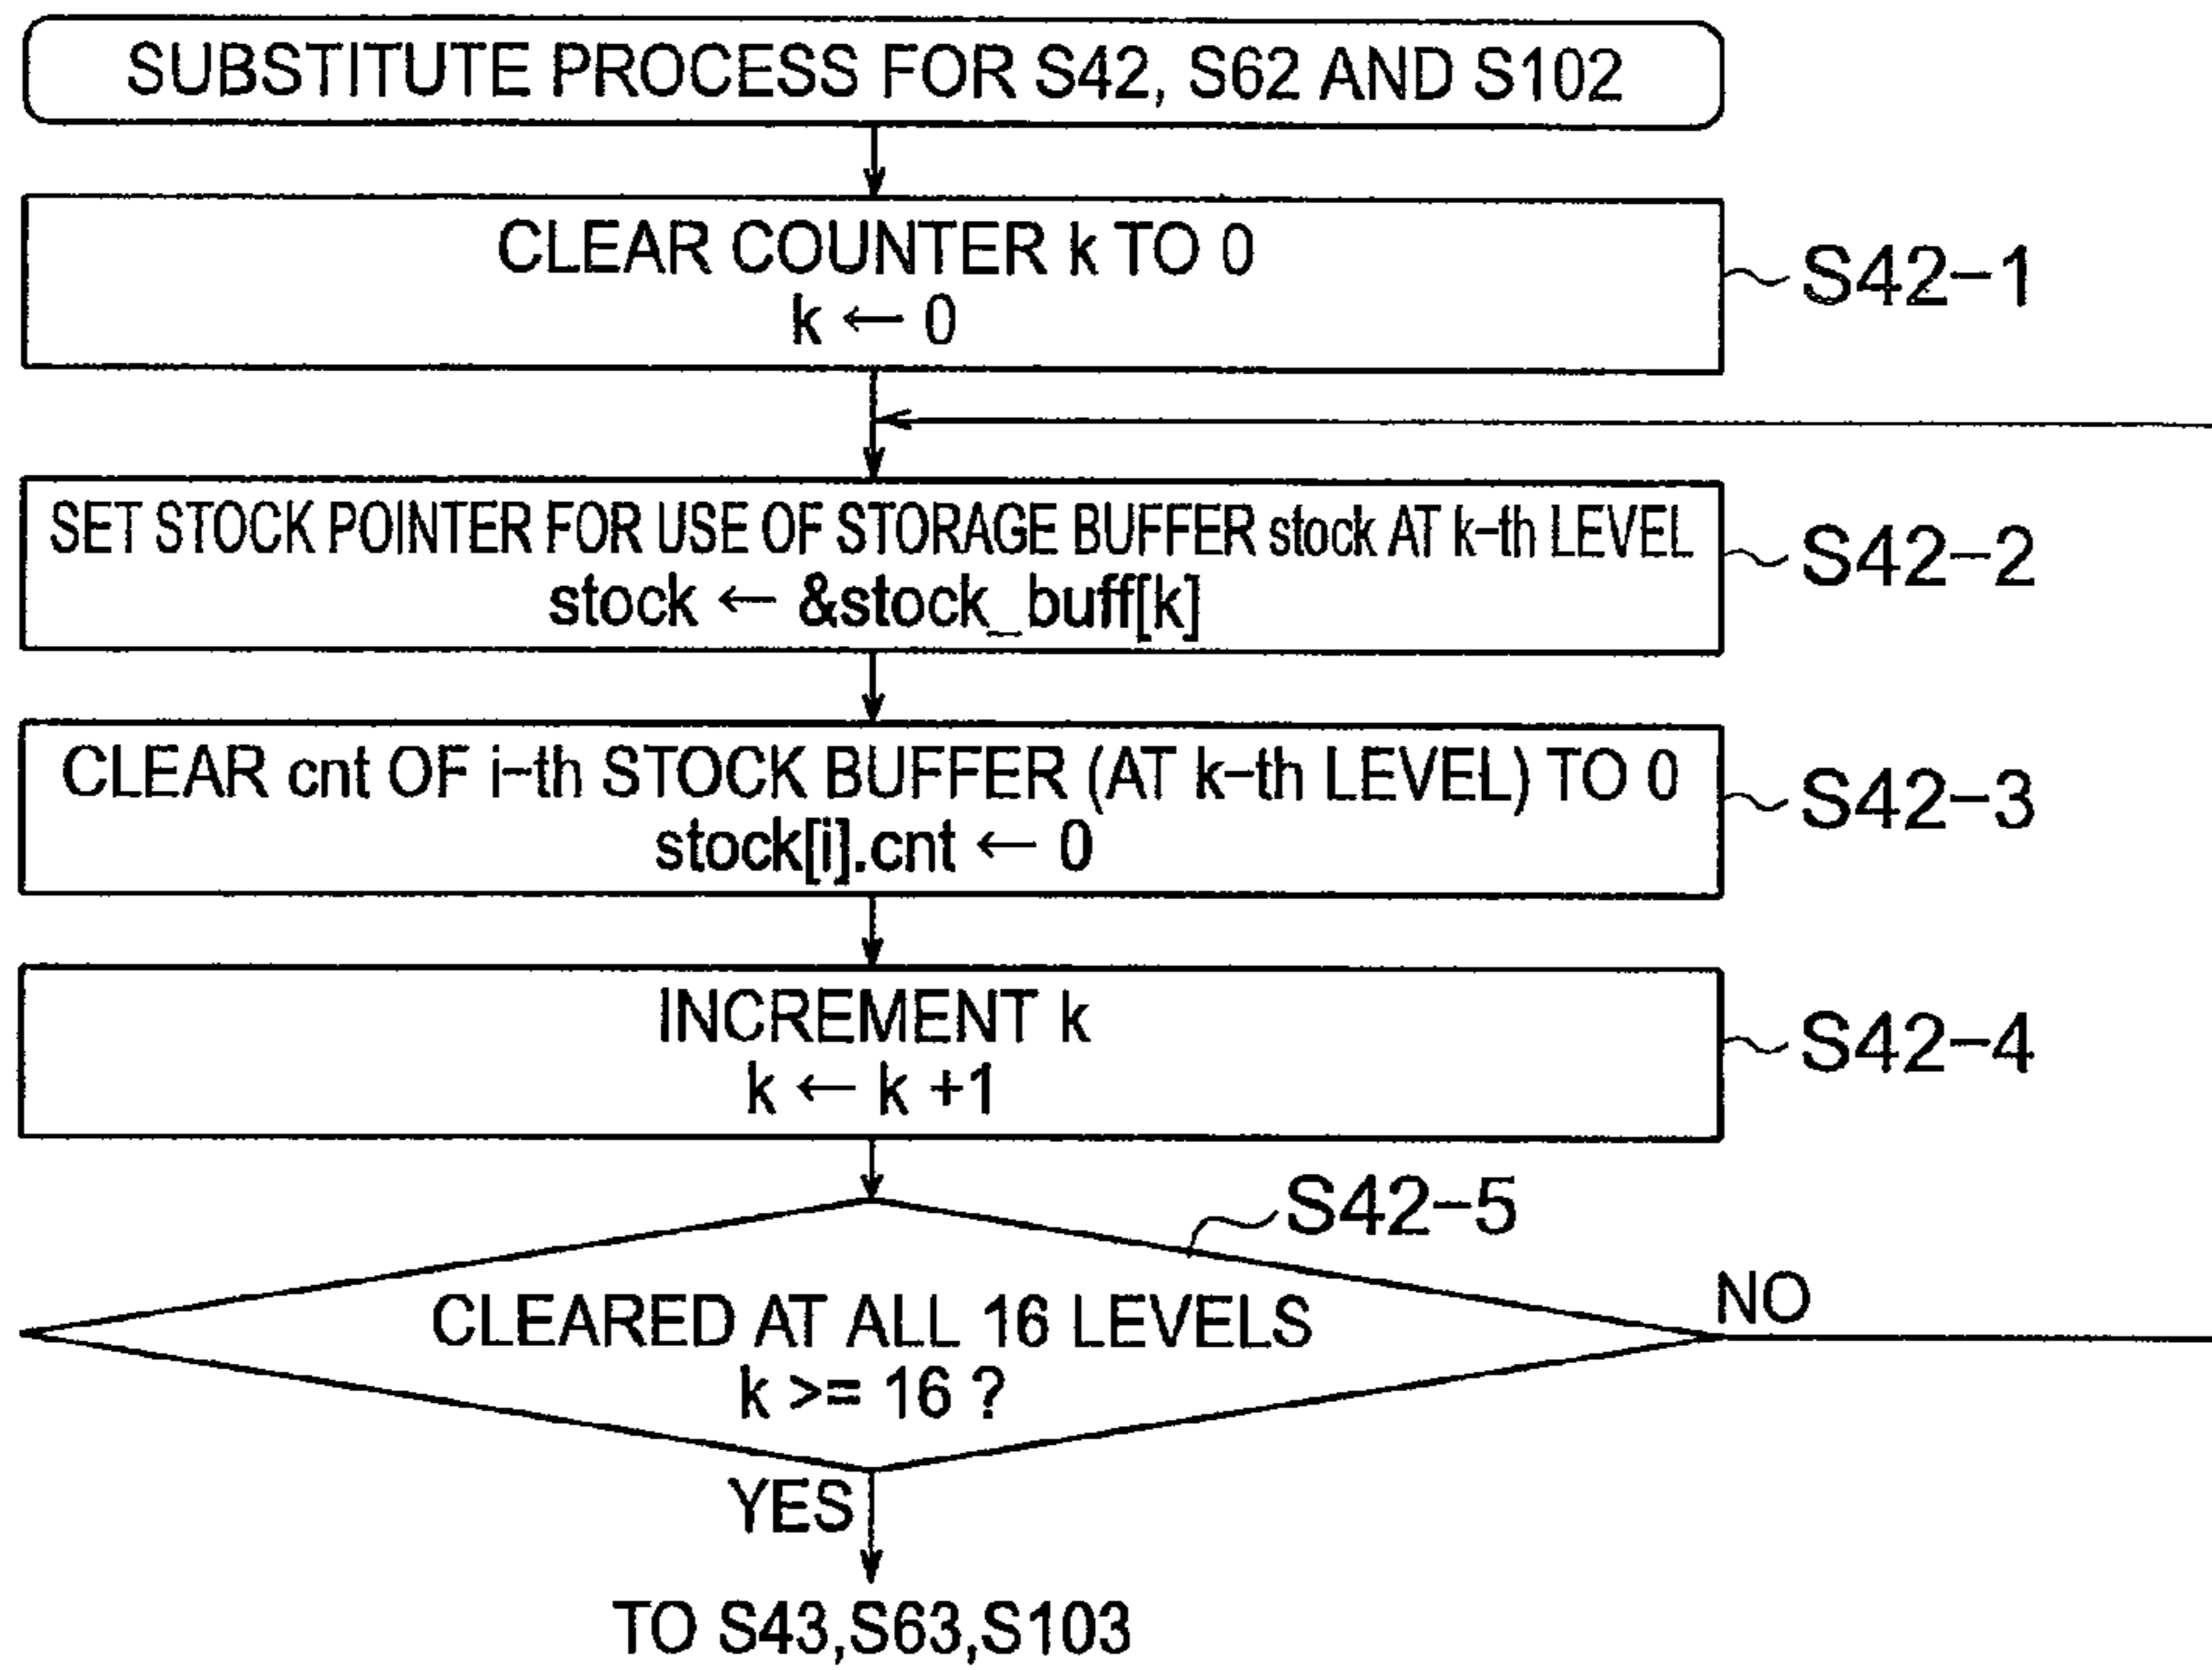 SUBSTITUTE PROCESS FOR S42, S62 AND S102
CLEAR COUNTER k TO 0
k ← 0
S42-1
SET STOCK POINTER FOR USE OF STORAGE BUFFER stock AT k-th LEVEL
stock ← &stock_buff[k]
S42-2
CLEAR cnt OF i-th STOCK BUFFER (AT k-th LEVEL) TO 0
stock[i].cnt ← 0
S42-3
INCREMENT k
k ← k +1
S42-4
S42-5
CLEARED AT ALL 16 LEVELS
k >= 16 ?
NO
YES
TO S43,S63,S103